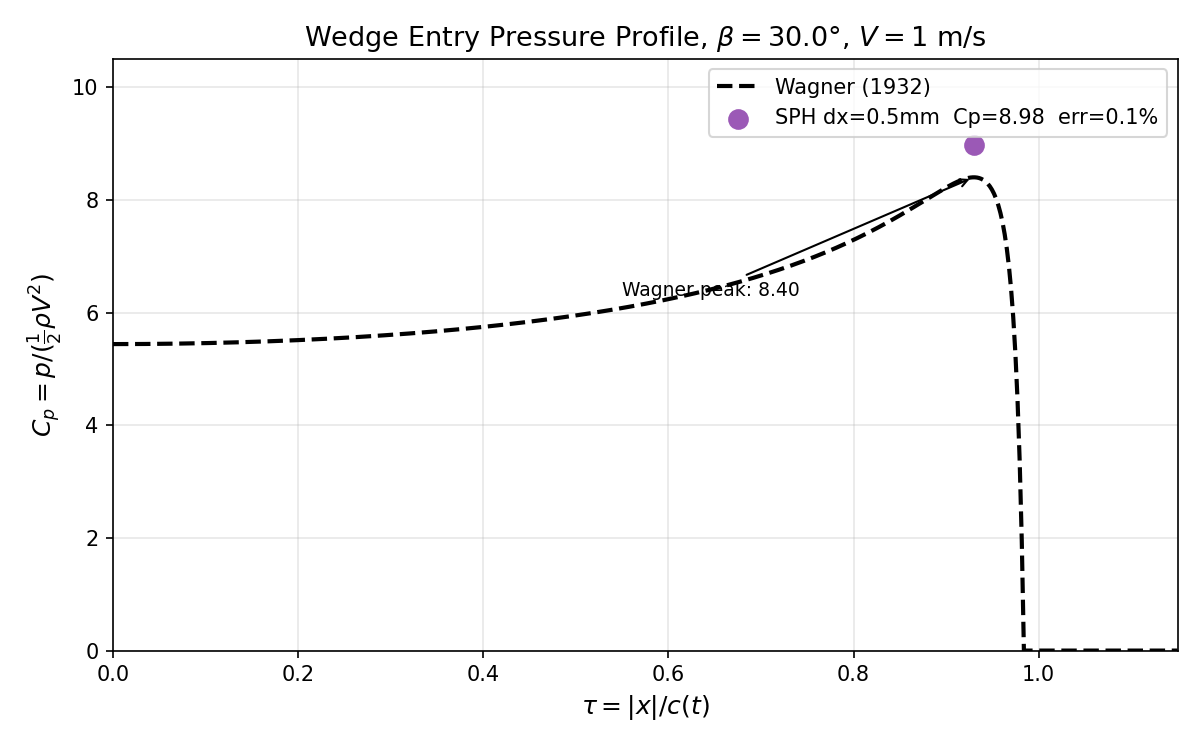 Wedge Entry Pressure Profile, β = 30.0°, V = 1 m/s
Wagner (1932)
SPH dx=0.5mm  Cp=8.98  err=0.1%
Wagner peak: 8.40
C_p = p/(½ρV²)
10
8
6
4
2
0
0.0 0.2 0.4 0.6 0.8 1.0
τ = |x|/c(t)